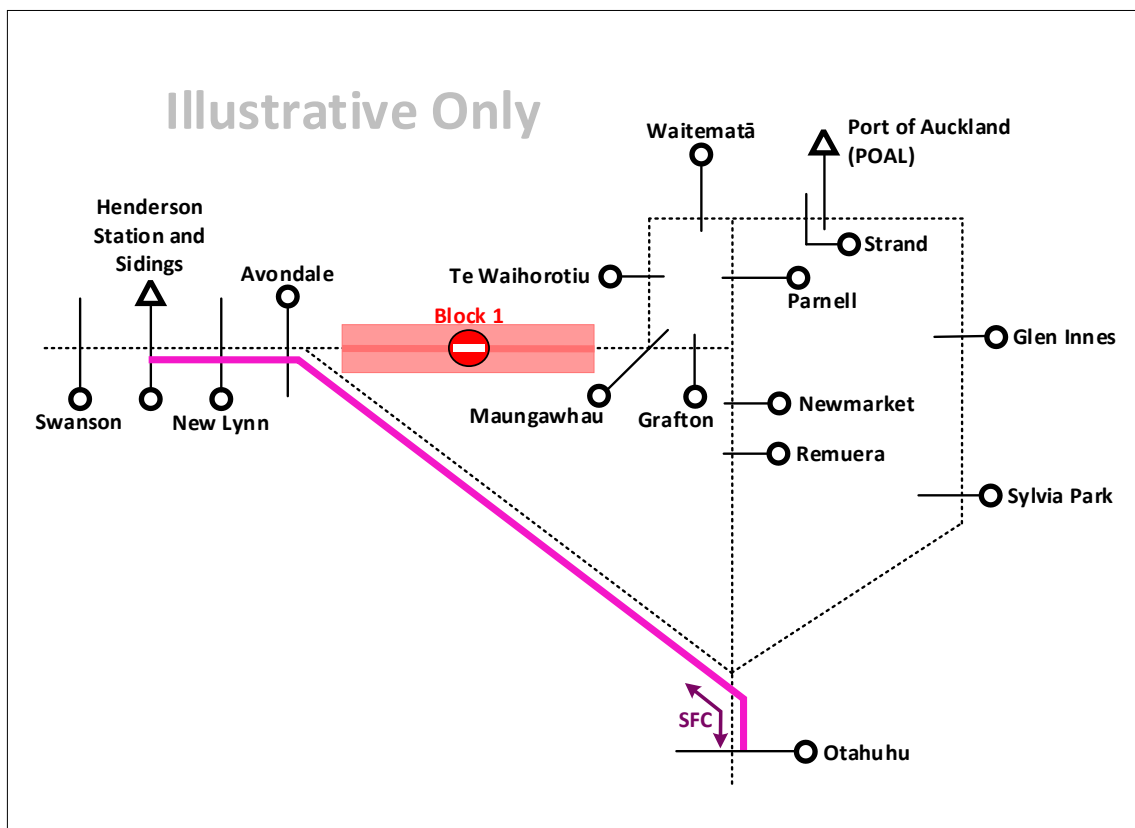 Illustrative Only
Waitematā
Port of Auckland
(POAL)
Henderson
Station and
Sidings
Strand
Avondale
Te Waihorotiu
Parnell
Block 1
Glen Innes
Swanson
New Lynn
Maungawhau
Grafton
Newmarket
Remuera
Sylvia Park
SFC
Otahuhu